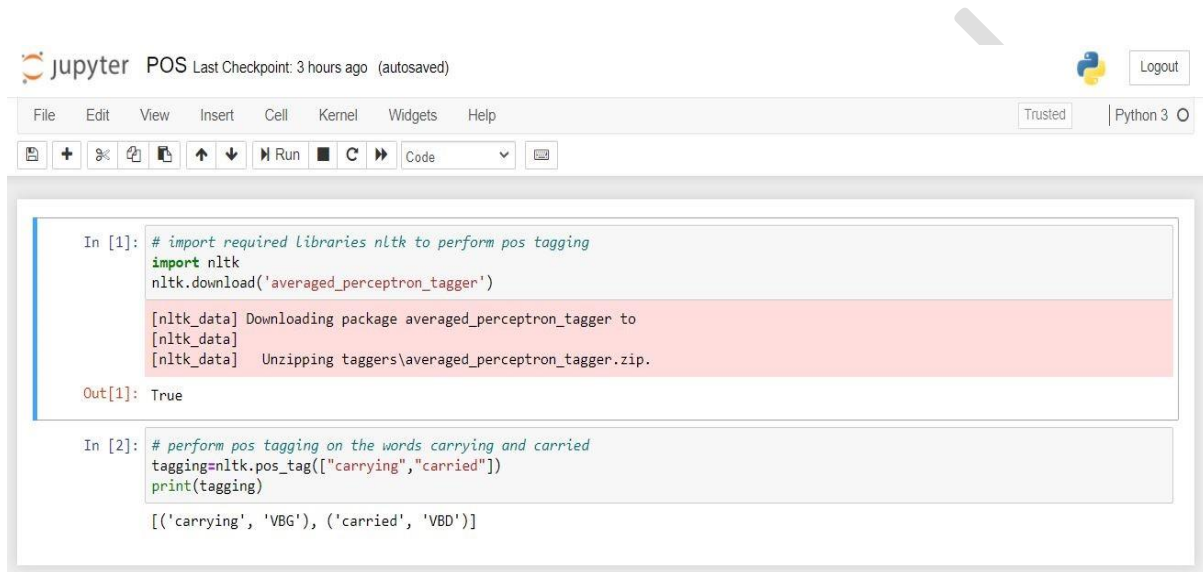 jupyter POS Last Checkpoint: 3 hours ago (autosaved)
Logout
File Edit View Insert Cell Kernel Widgets Help
Trusted
Python 3
Run
Code
In [1]: # import required libraries nltk to perform pos tagging
import nltk
nltk.download('averaged_perceptron_tagger')
[nltk_data] Downloading package averaged_perceptron_tagger to
[nltk_data]
[nltk_data]   Unzipping taggers\averaged_perceptron_tagger.zip.
Out[1]: True
In [2]: # perform pos tagging on the words carrying and carried
tagging=nltk.pos_tag(["carrying","carried"])
print(tagging)
[('carrying', 'VBG'), ('carried', 'VBD')]